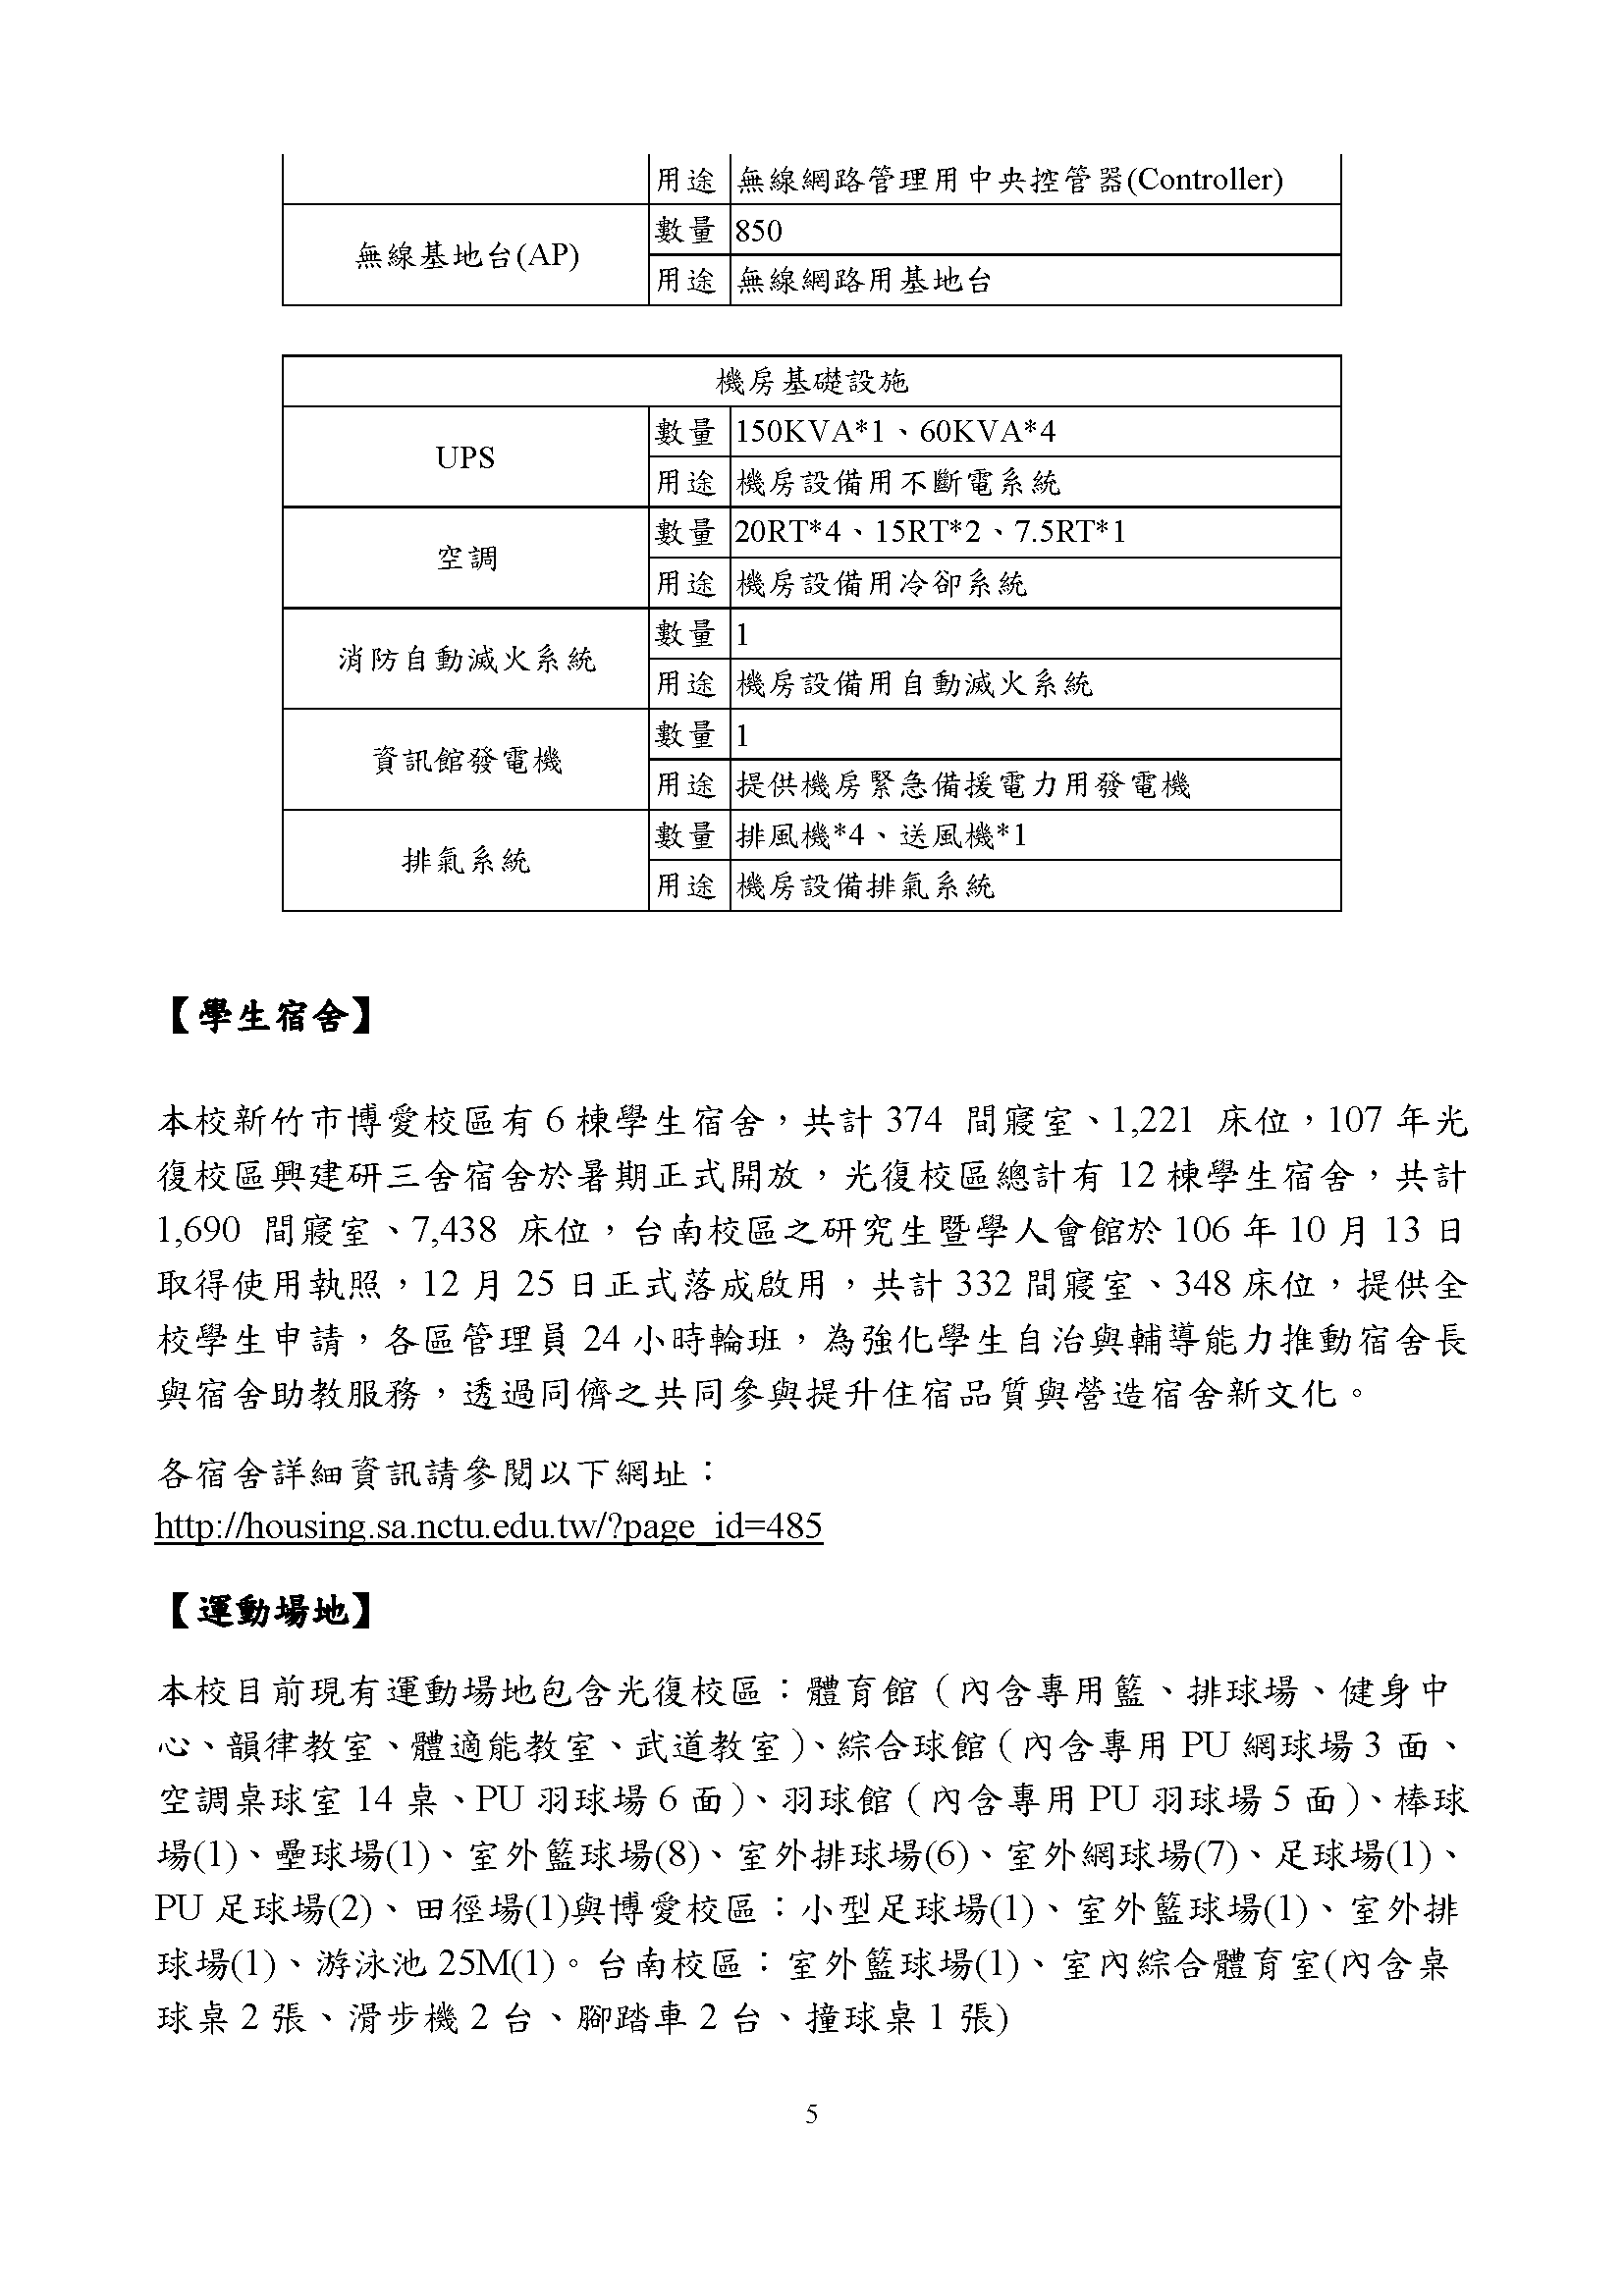 用途 無線網路管理用中央控管器(Controller)
無線基地台(AP)
數量 850
用途 無線網路用基地台
機房基礎設施
UPS
數量 150KVA*1、60KVA*4
用途 機房設備用不斷電系統
空調
數量 20RT*4、15RT*2、7.5RT*1
用途 機房設備用冷卻系統
消防自動滅火系統
數量 1
用途 機房設備用自動滅火系統
資訊館發電機
數量 1
用途 提供機房緊急備援電力用發電機
排氣系統
數量 排風機*4、送風機*1
用途 機房設備排氣系統
【學生宿舍】
本校新竹市博愛校區有 6 棟學生宿舍，共計 374 間寢室、1,221 床位，107 年光
復校區興建研三舍宿舍於暑期正式開放，光復校區總計有 12 棟學生宿舍，共計
1,690 間寢室、7,438 床位，台南校區之研究生暨學人會館於 106 年 10 月 13 日
取得使用執照，12 月 25 日正式落成啟用，共計 332 間寢室、348 床位，提供全
校學生申請，各區管理員 24 小時輪班，為強化學生自治與輔導能力推動宿舍長
與宿舍助教服務，透過同儕之共同參與提升住宿品質與營造宿舍新文化。
各宿舍詳細資訊請參閱以下網址：
http://housing.sa.nctu.edu.tw/?page_id=485
【運動場地】
本校目前現有運動場地包含光復校區：體育館（內含專用籃、排球場、健身中
心、韻律教室、體適能教室、武道教室）、綜合球館（內含專用 PU 網球場 3 面、
空調桌球室 14 桌、PU 羽球場 6 面）、羽球館（內含專用 PU 羽球場 5 面）、棒球
場(1)、壘球場(1)、室外籃球場(8)、室外排球場(6)、室外網球場(7)、足球場(1)、
PU 足球場(2)、田徑場(1)與博愛校區：小型足球場(1)、室外籃球場(1)、室外排
球場(1)、游泳池 25M(1)。台南校區：室外籃球場(1)、室內綜合體育室(內含桌
球桌 2 張、滑步機 2 台、腳踏車 2 台、撞球桌 1 張)
5